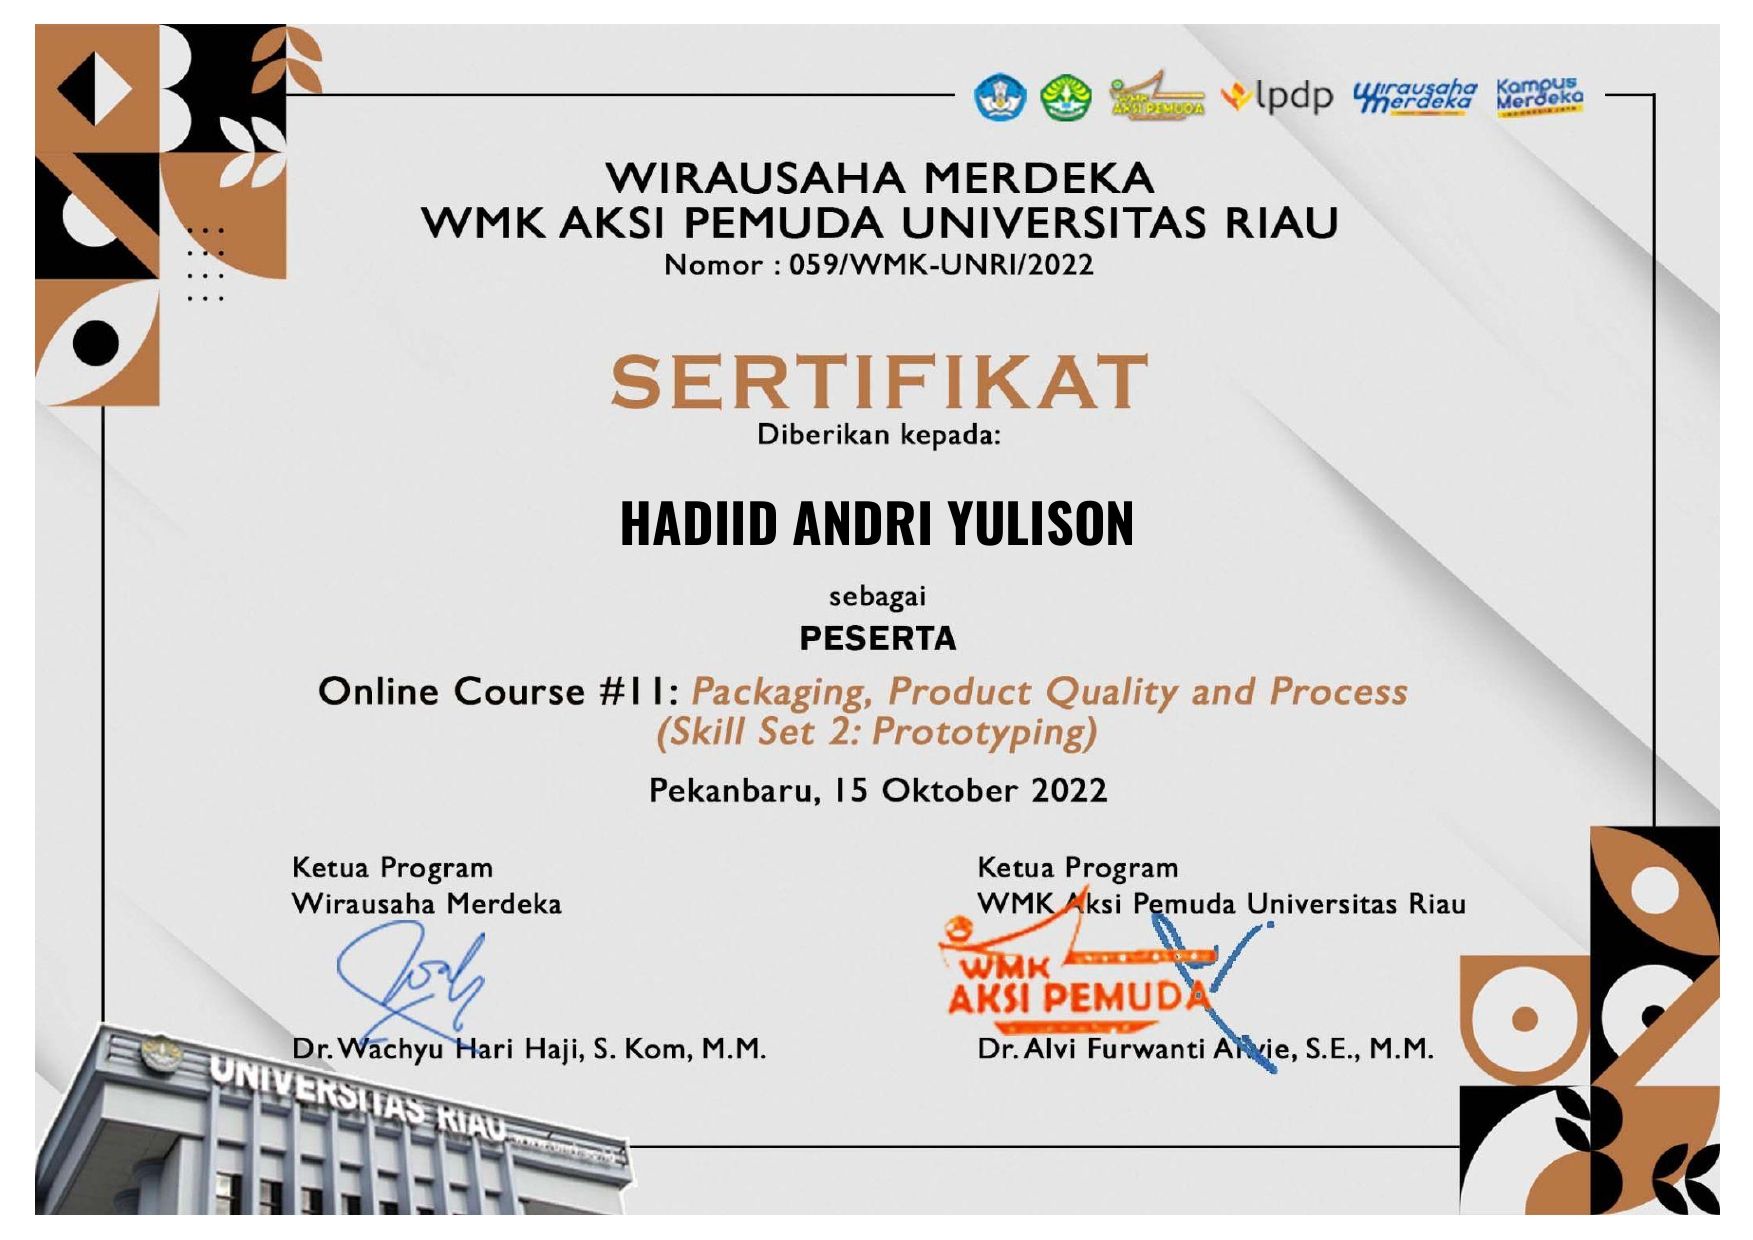 WMK
AKSI PEMUDA
lpdp
Wirausaha
Merdeka
Kampus
Merdeka
INDONESIA JAYA
WIRAUSAHA MERDEKA
WMK AKSI PEMUDA UNIVERSITAS RIAU
Nomor : 059/WMK-UNRI/2022
SERTIFIKAT
Diberikan kepada:
HADIID ANDRI YULISON
sebagai
PESERTA
Online Course #11: Packaging, Product Quality and Process
(Skill Set 2: Prototyping)
Pekanbaru, 15 Oktober 2022
Ketua Program
Wirausaha Merdeka
Dr. Wachyu Hari Haji, S. Kom, M.M.
Ketua Program
WMK Aksi Pemuda Universitas Riau
WMK
AKSI PEMUDA
Dr. Alvi Furwanti Alwie, S.E., M.M.
UNIVERSITAS RIAU